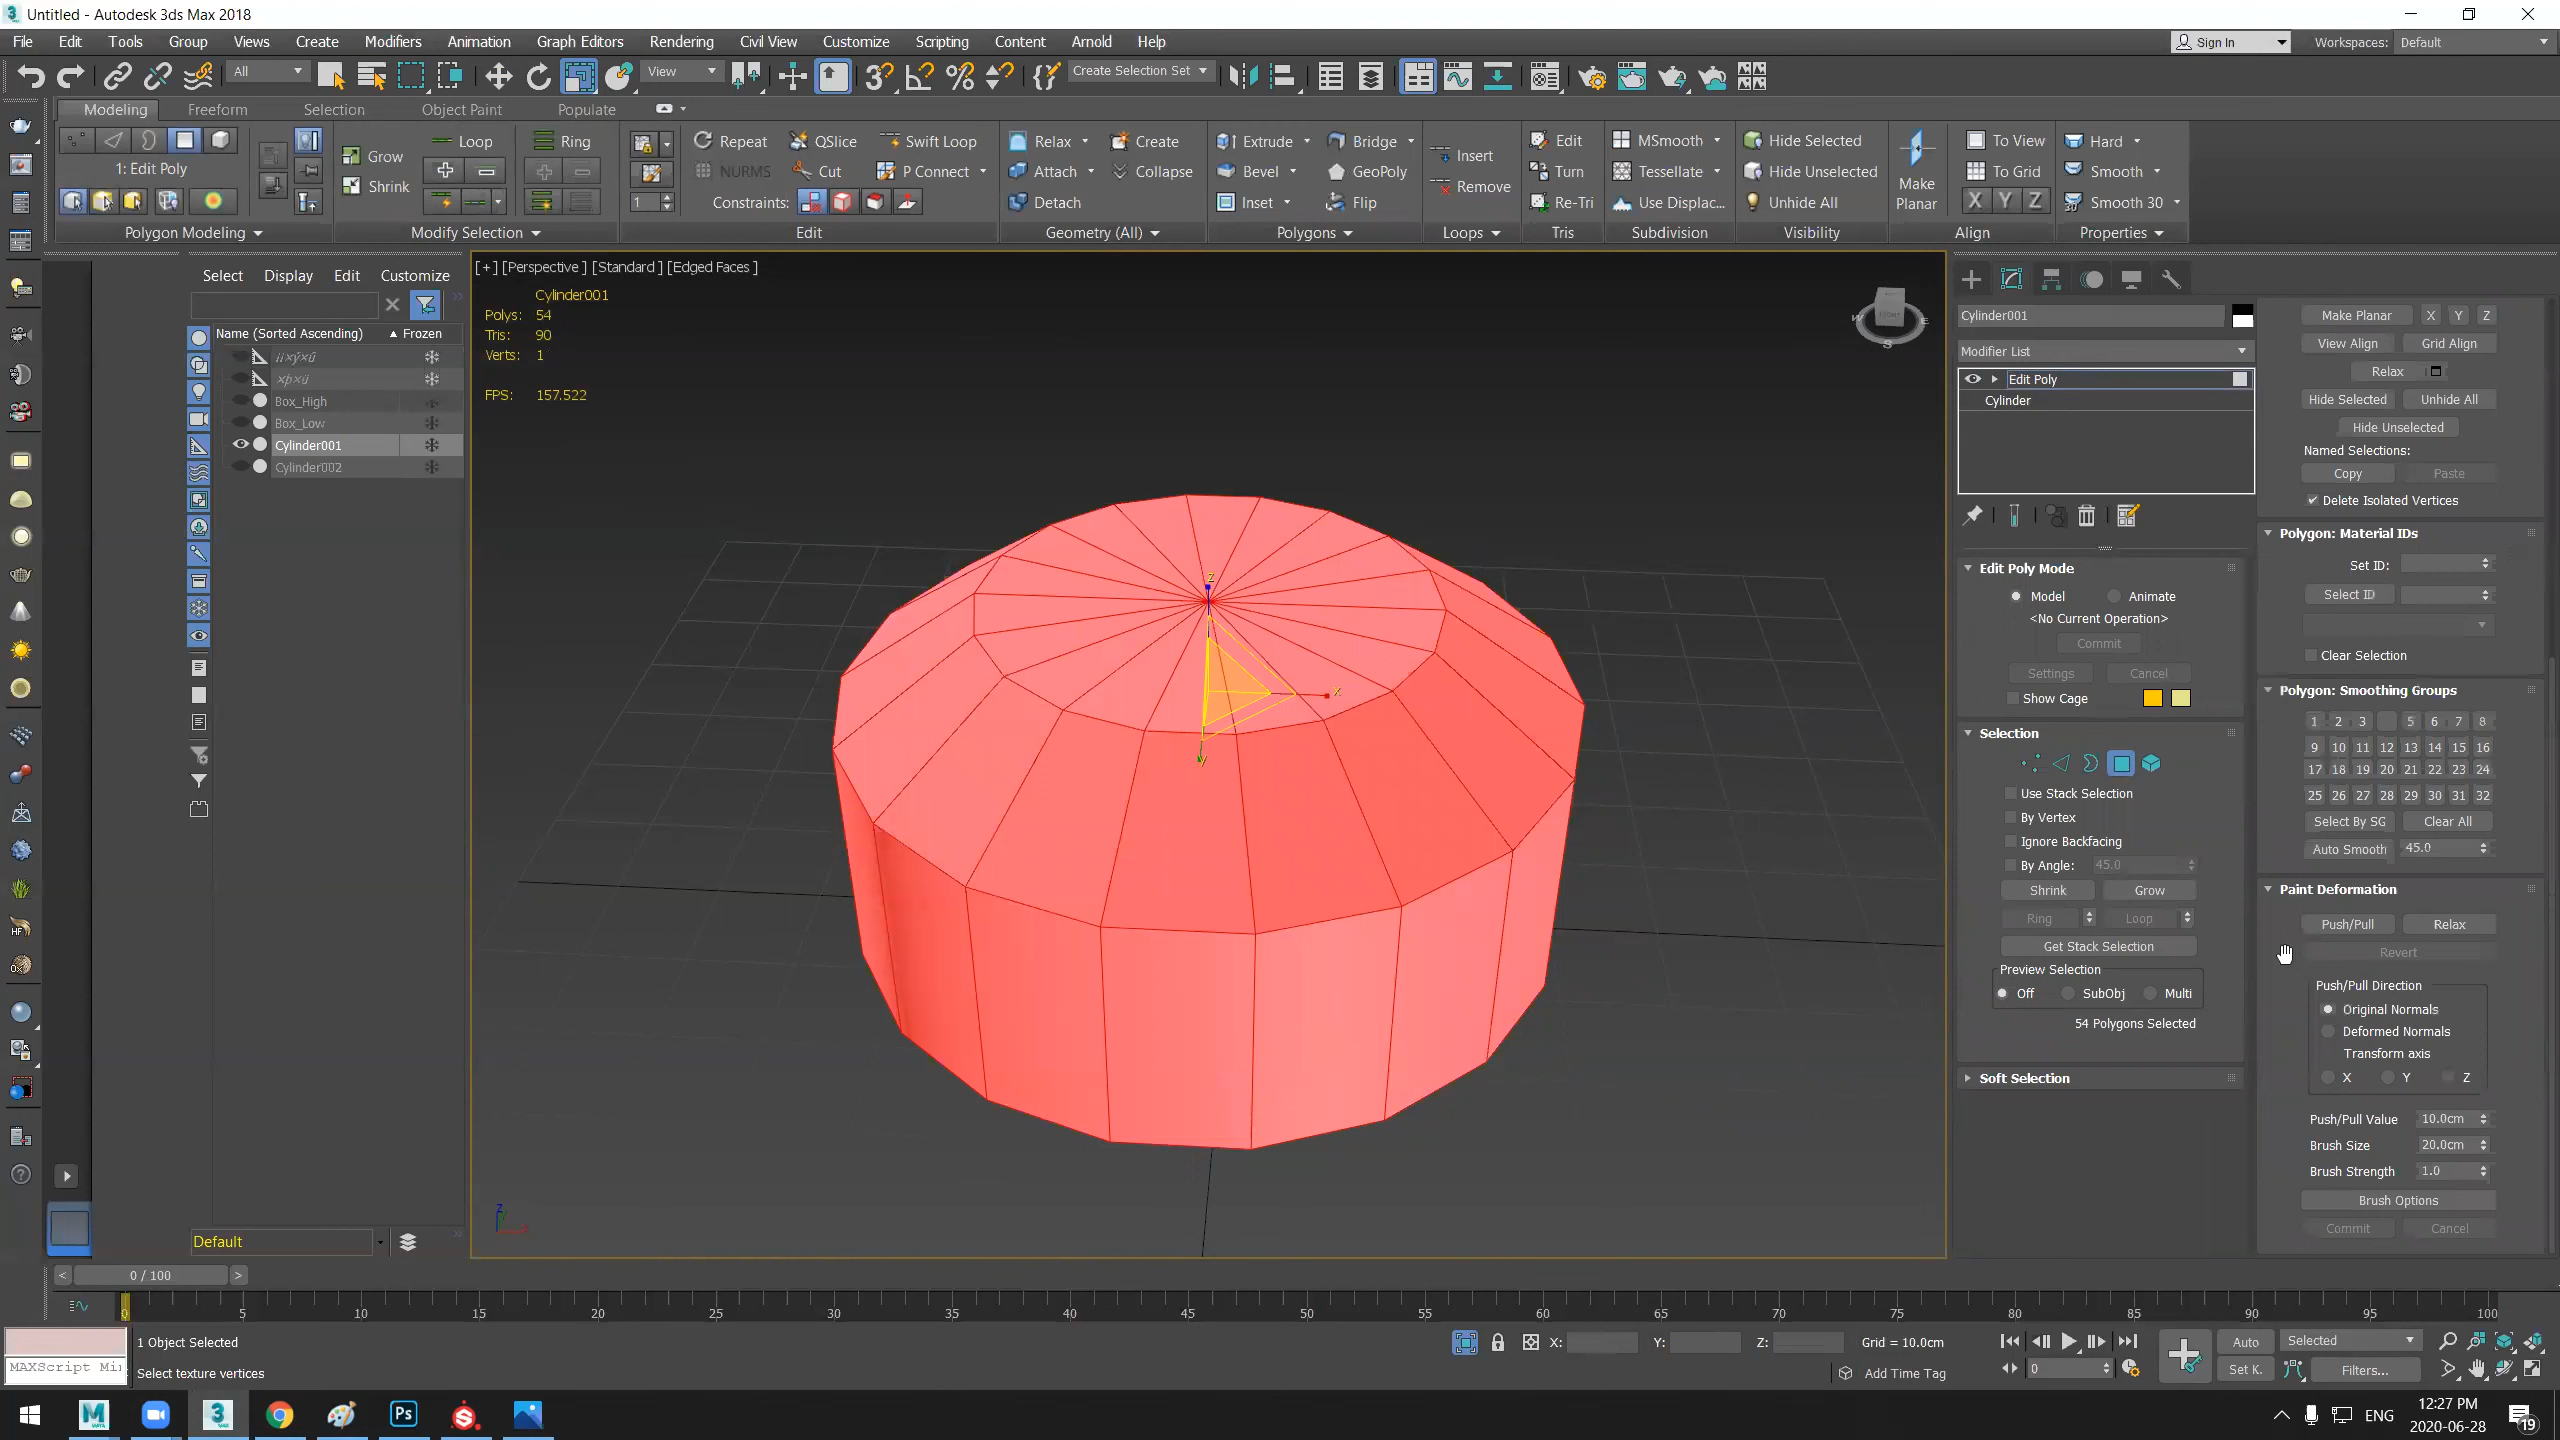 Untitled - Autodesk 3ds Max 2018
File Edit Tools Group Views Create Modifiers Animation Graph Editors Rendering Civil View Customize Scripting Content Arnold Help
Sign In Workspaces: Default
All View Create Selection Set
Modeling Freeform Selection Object Paint Populate
Loop Ring Repeat QSlice Swift Loop Relax Create Extrude Bridge Edit MSmooth Hide Selected To View Hard
Grow Insert
1: Edit Poly NURMS Cut P Connect Attach Collapse Bevel GeoPoly Turn Tessellate Hide Unselected Make Planar To Grid Smooth
Shrink Remove
1 Constraints: Detach Inset Flip Re-Tri Use Displac... Unhide All X Y Z Smooth 30
Polygon Modeling Modify Selection Edit Geometry (All) Polygons Loops Tris Subdivision Visibility Align Properties
Select Display Edit Customize
Name (Sorted Ascending) Frozen
Box_High
Box_Low
Cylinder001
Cylinder002
Default
[+] [Perspective ] [Standard ] [Edged Faces ]
Cylinder001
Polys: 54
Tris: 90
Verts: 1
FPS: 157.522
z
x
y
W E
S
Cylinder001
Modifier List
Edit Poly
Cylinder
Edit Poly Mode
Model Animate
<No Current Operation>
Commit
Settings Cancel
Show Cage
Selection
Use Stack Selection
By Vertex
Ignore Backfacing
By Angle: 45.0
Shrink Grow
Ring Loop
Get Stack Selection
Preview Selection
Off SubObj Multi
54 Polygons Selected
Soft Selection
Make Planar X Y Z
View Align Grid Align
Relax
Hide Selected Unhide All
Hide Unselected
Named Selections:
Copy Paste
Delete Isolated Vertices
Polygon: Material IDs
Set ID:
Select ID
Clear Selection
Polygon: Smoothing Groups
1 2 3 5 6 7 8
9 10 11 12 13 14 15 16
17 18 19 20 21 22 23 24
25 26 27 28 29 30 31 32
Select By SG Clear All
Auto Smooth 45.0
Paint Deformation
Push/Pull Relax
Revert
Push/Pull Direction
Original Normals
Deformed Normals
Transform axis
X Y Z
Push/Pull Value 10.0cm
Brush Size 20.0cm
Brush Strength 1.0
Brush Options
Commit Cancel
< 0 / 100 >
0 5 10 15 20 25 30 35 40 45 50 55 60 65 70 75 80 85 90 95 100
1 Object Selected X: Y: Z: Grid = 10.0cm Auto Selected
MAXScript Mi
Select texture vertices Add Time Tag 0 Set K. Filters...
M 3 Ps ENG 12:27 PM
2020-06-28 19